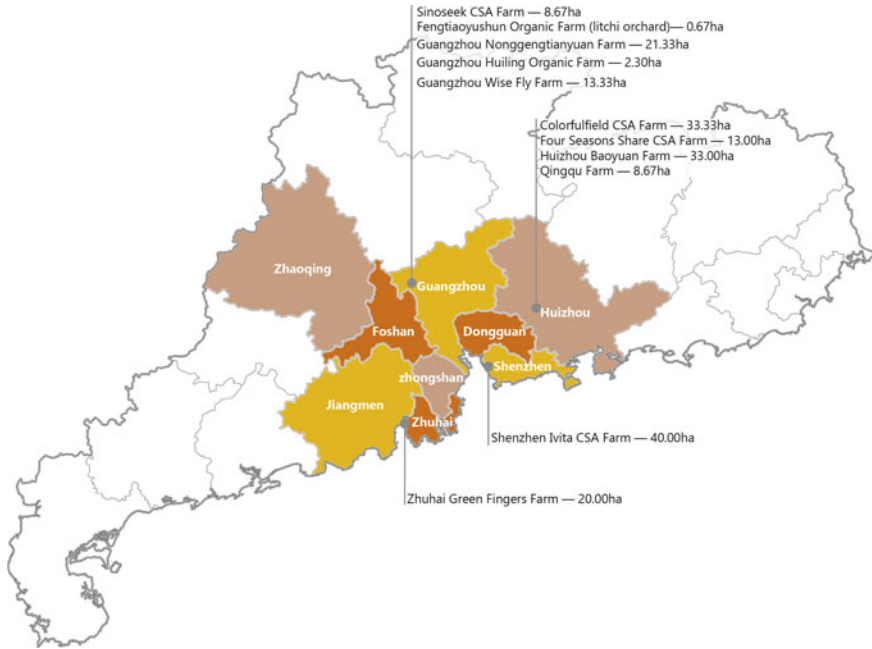 Sinoseek CSA Farm — 8.67ha
Fengtiaoyushun Organic Farm (litchi orchard)— 0.67ha
Guangzhou Nonggengtianyuan Farm — 21.33ha
Guangzhou Huiling Organic Farm — 2.30ha
Guangzhou Wise Fly Farm — 13.33ha
Colorfulfield CSA Farm — 33.33ha
Four Seasons Share CSA Farm — 13.00ha
Huizhou Baoyuan Farm — 33.00ha
Qingqu Farm — 8.67ha
Zhaoqing
Guangzhou
Huizhou
Foshan
Dongguan
Shenzhen
zhongshan
Jiangmen
Zhuhai
Shenzhen Ivita CSA Farm — 40.00ha
Zhuhai Green Fingers Farm — 20.00ha